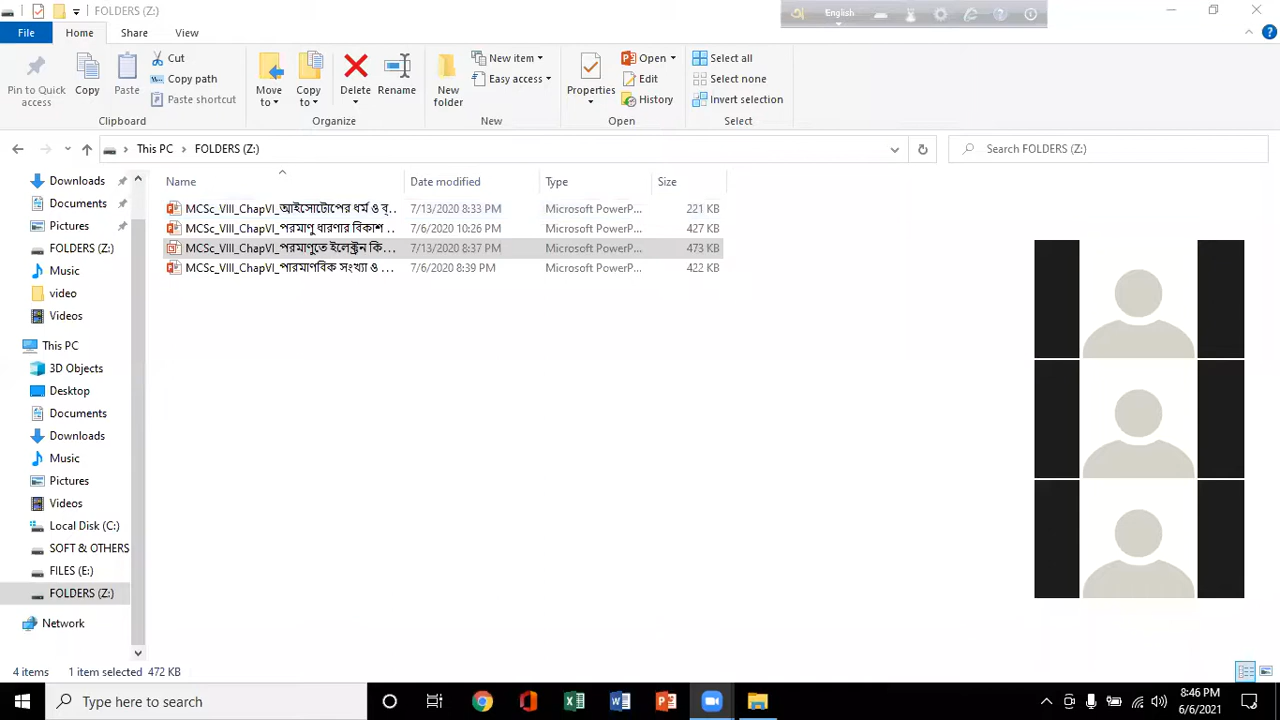 FOLDERS (Z:)
English
File Home Share View
Pin to Quick access
Copy
Paste
Cut
Copy path
Paste shortcut
Clipboard
Move to
Copy to
Delete
Rename
Organize
New folder
New item
Easy access
New
Properties
Open
Edit
History
Open
Select all
Select none
Invert selection
Select
This PC FOLDERS (Z:)
Search FOLDERS (Z:)
Name Date modified Type Size
MCSc_VIII_ChapVI_আইসোটোপের ধর্ম ও ব্... 7/13/2020 8:33 PM Microsoft PowerP... 221 KB
MCSc_VIII_ChapVI_পরমাণু ধারণার বিকাশ ... 7/6/2020 10:26 PM Microsoft PowerP... 427 KB
MCSc_VIII_ChapVI_পরমাণুতে ইলেক্ট্রন কি... 7/13/2020 8:37 PM Microsoft PowerP... 473 KB
MCSc_VIII_ChapVI_পারমাণবিক সংখ্যা ও ... 7/6/2020 8:39 PM Microsoft PowerP... 422 KB
Downloads
Documents
Pictures
FOLDERS (Z:)
Music
video
Videos
This PC
3D Objects
Desktop
Documents
Downloads
Music
Pictures
Videos
Local Disk (C:)
SOFT & OTHERS
FILES (E:)
FOLDERS (Z:)
Network
4 items 1 item selected 472 KB
Type here to search
8:46 PM
6/6/2021